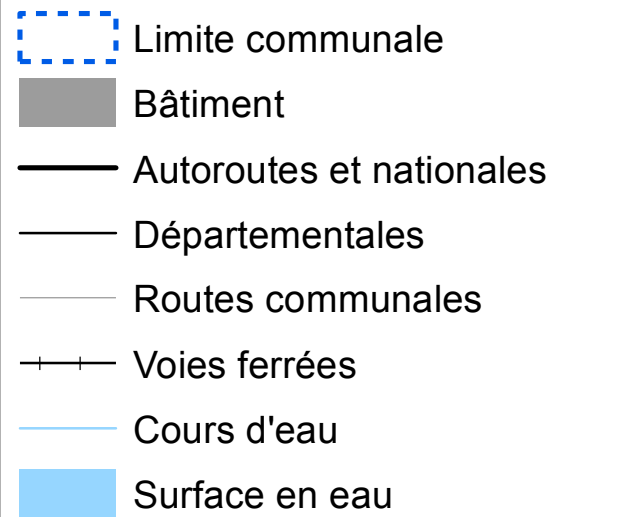 Limite communale
Bâtiment
Autoroutes et nationales
Départementales
Routes communales
Voies ferrées
Cours d'eau
Surface en eau